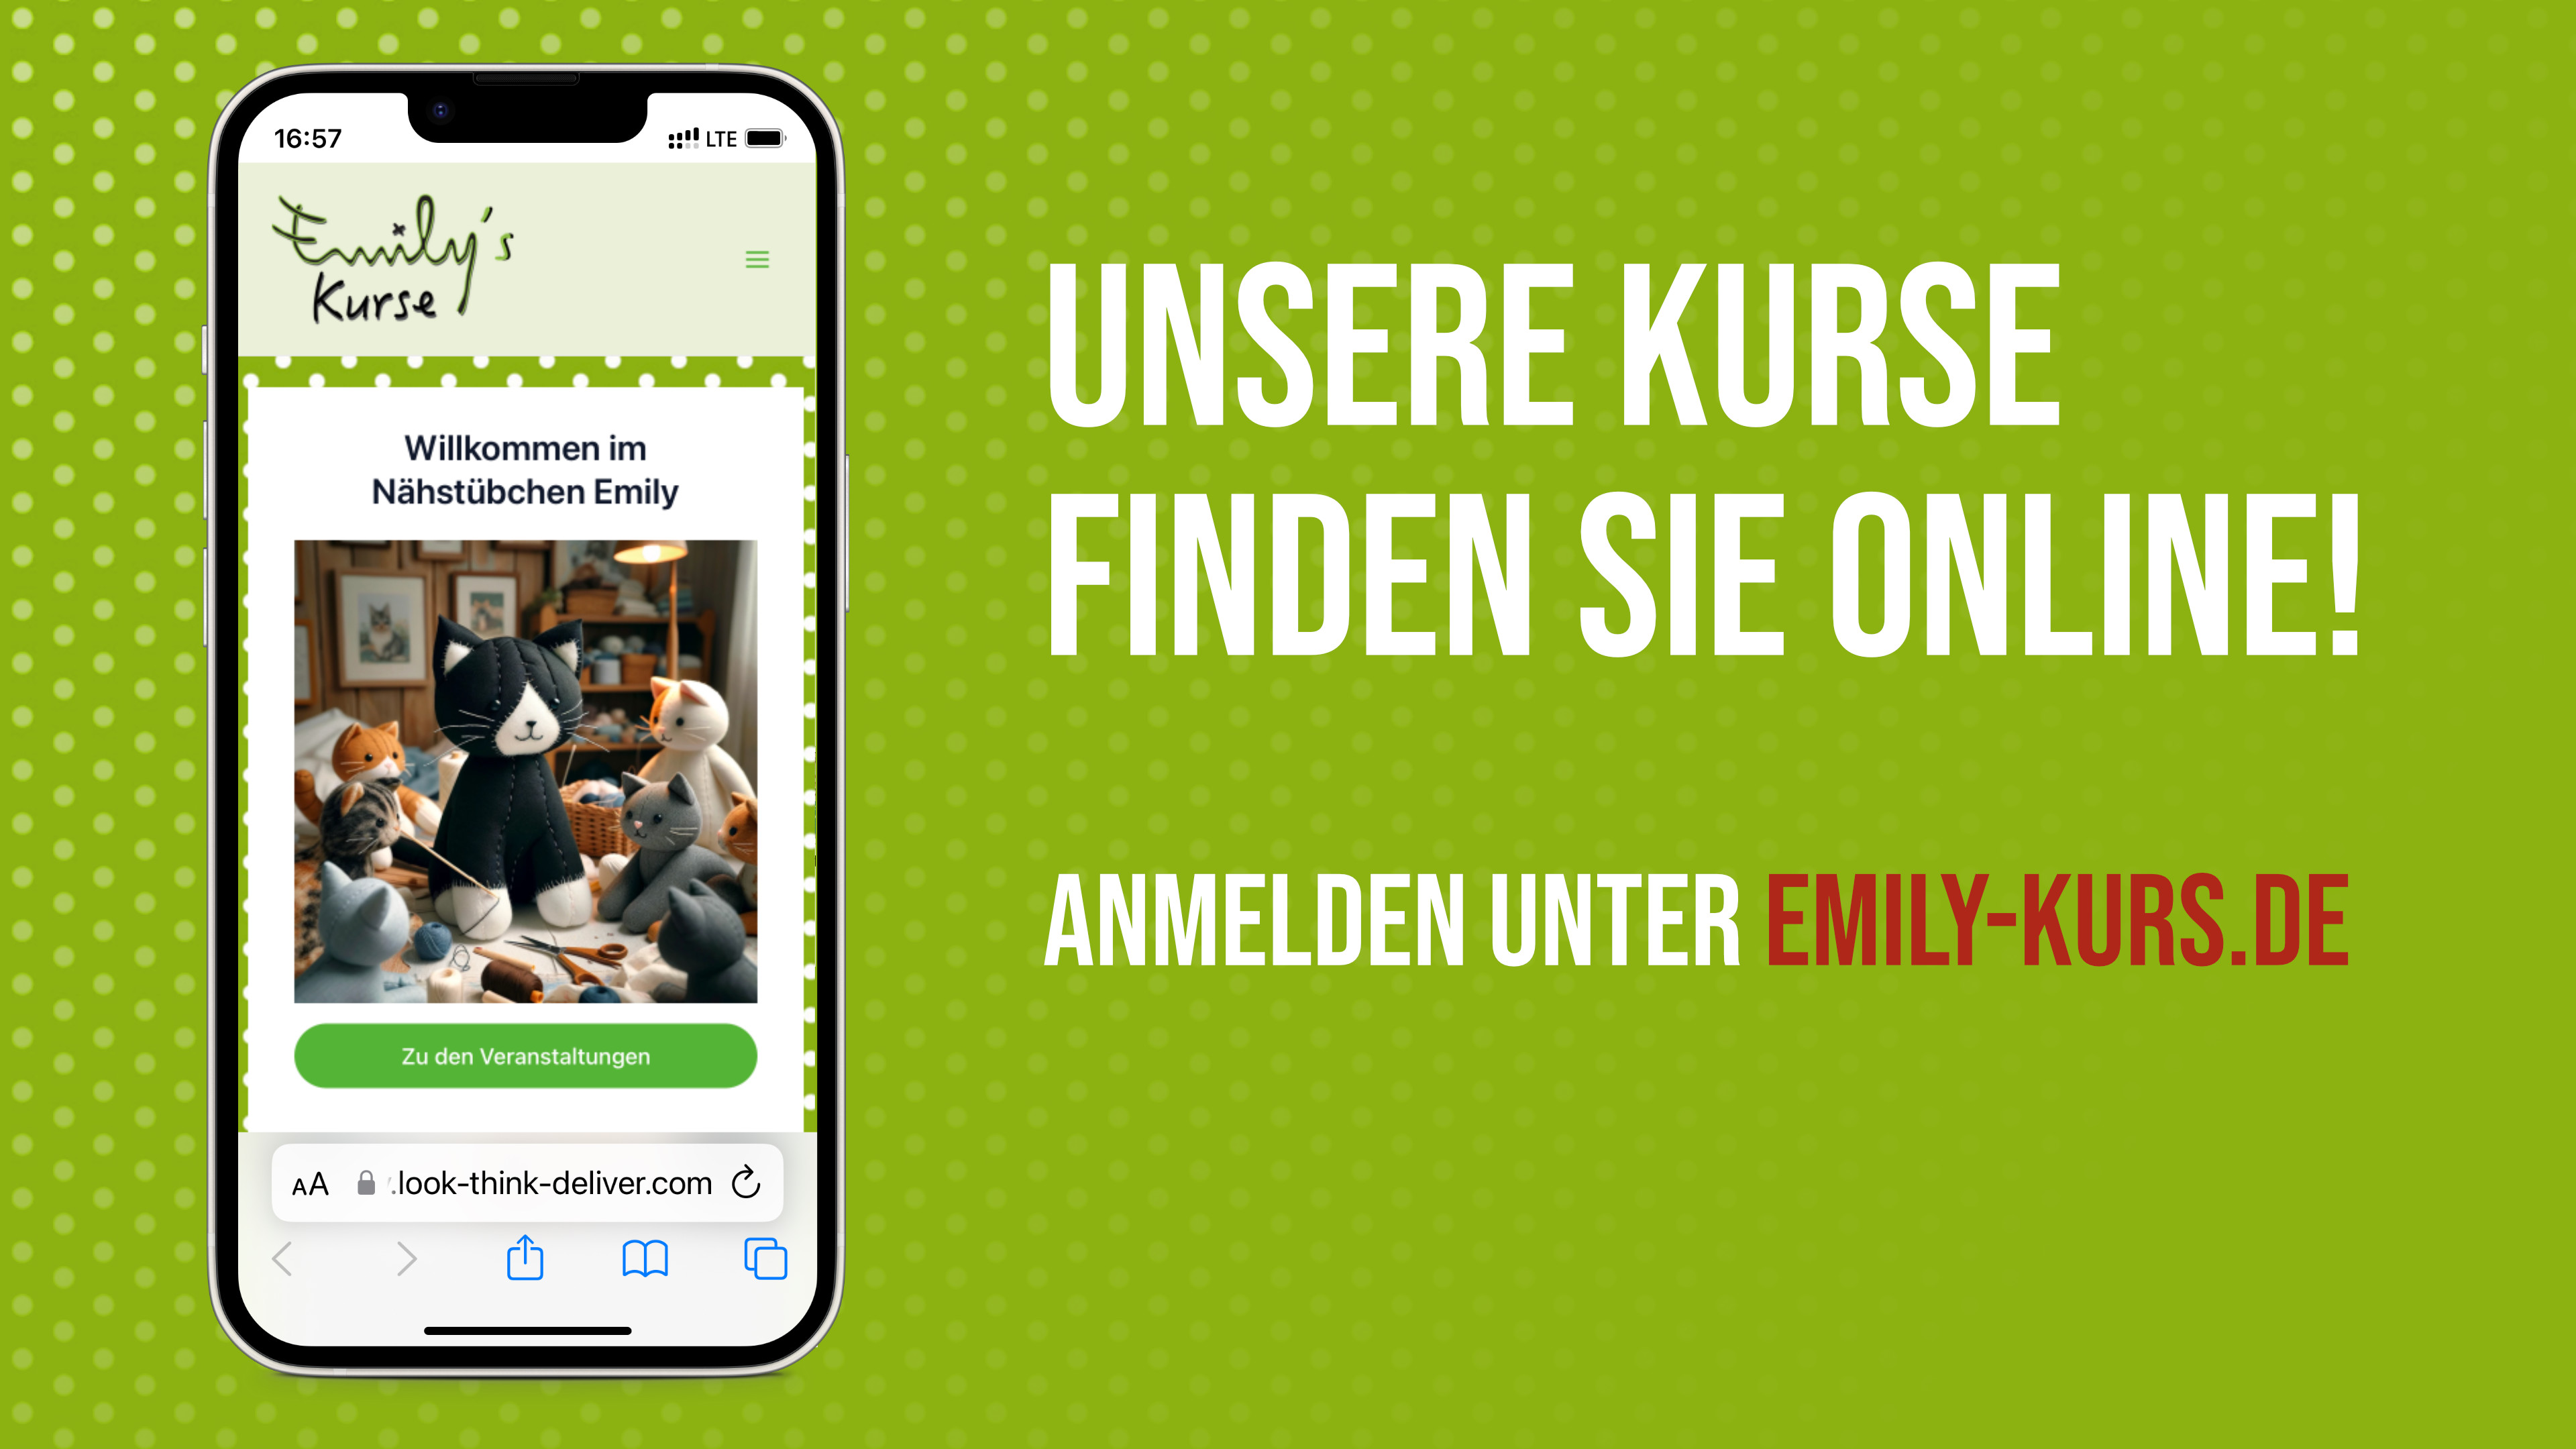 16:57
LTE
Emily's
Kurse
Willkommen im
Nähstübchen Emily
Zu den Veranstaltungen
AA
.look-think-deliver.com
UNSERE KURSE
FINDEN SIE ONLINE!
ANMELDEN UNTER EMILY-KURS.DE